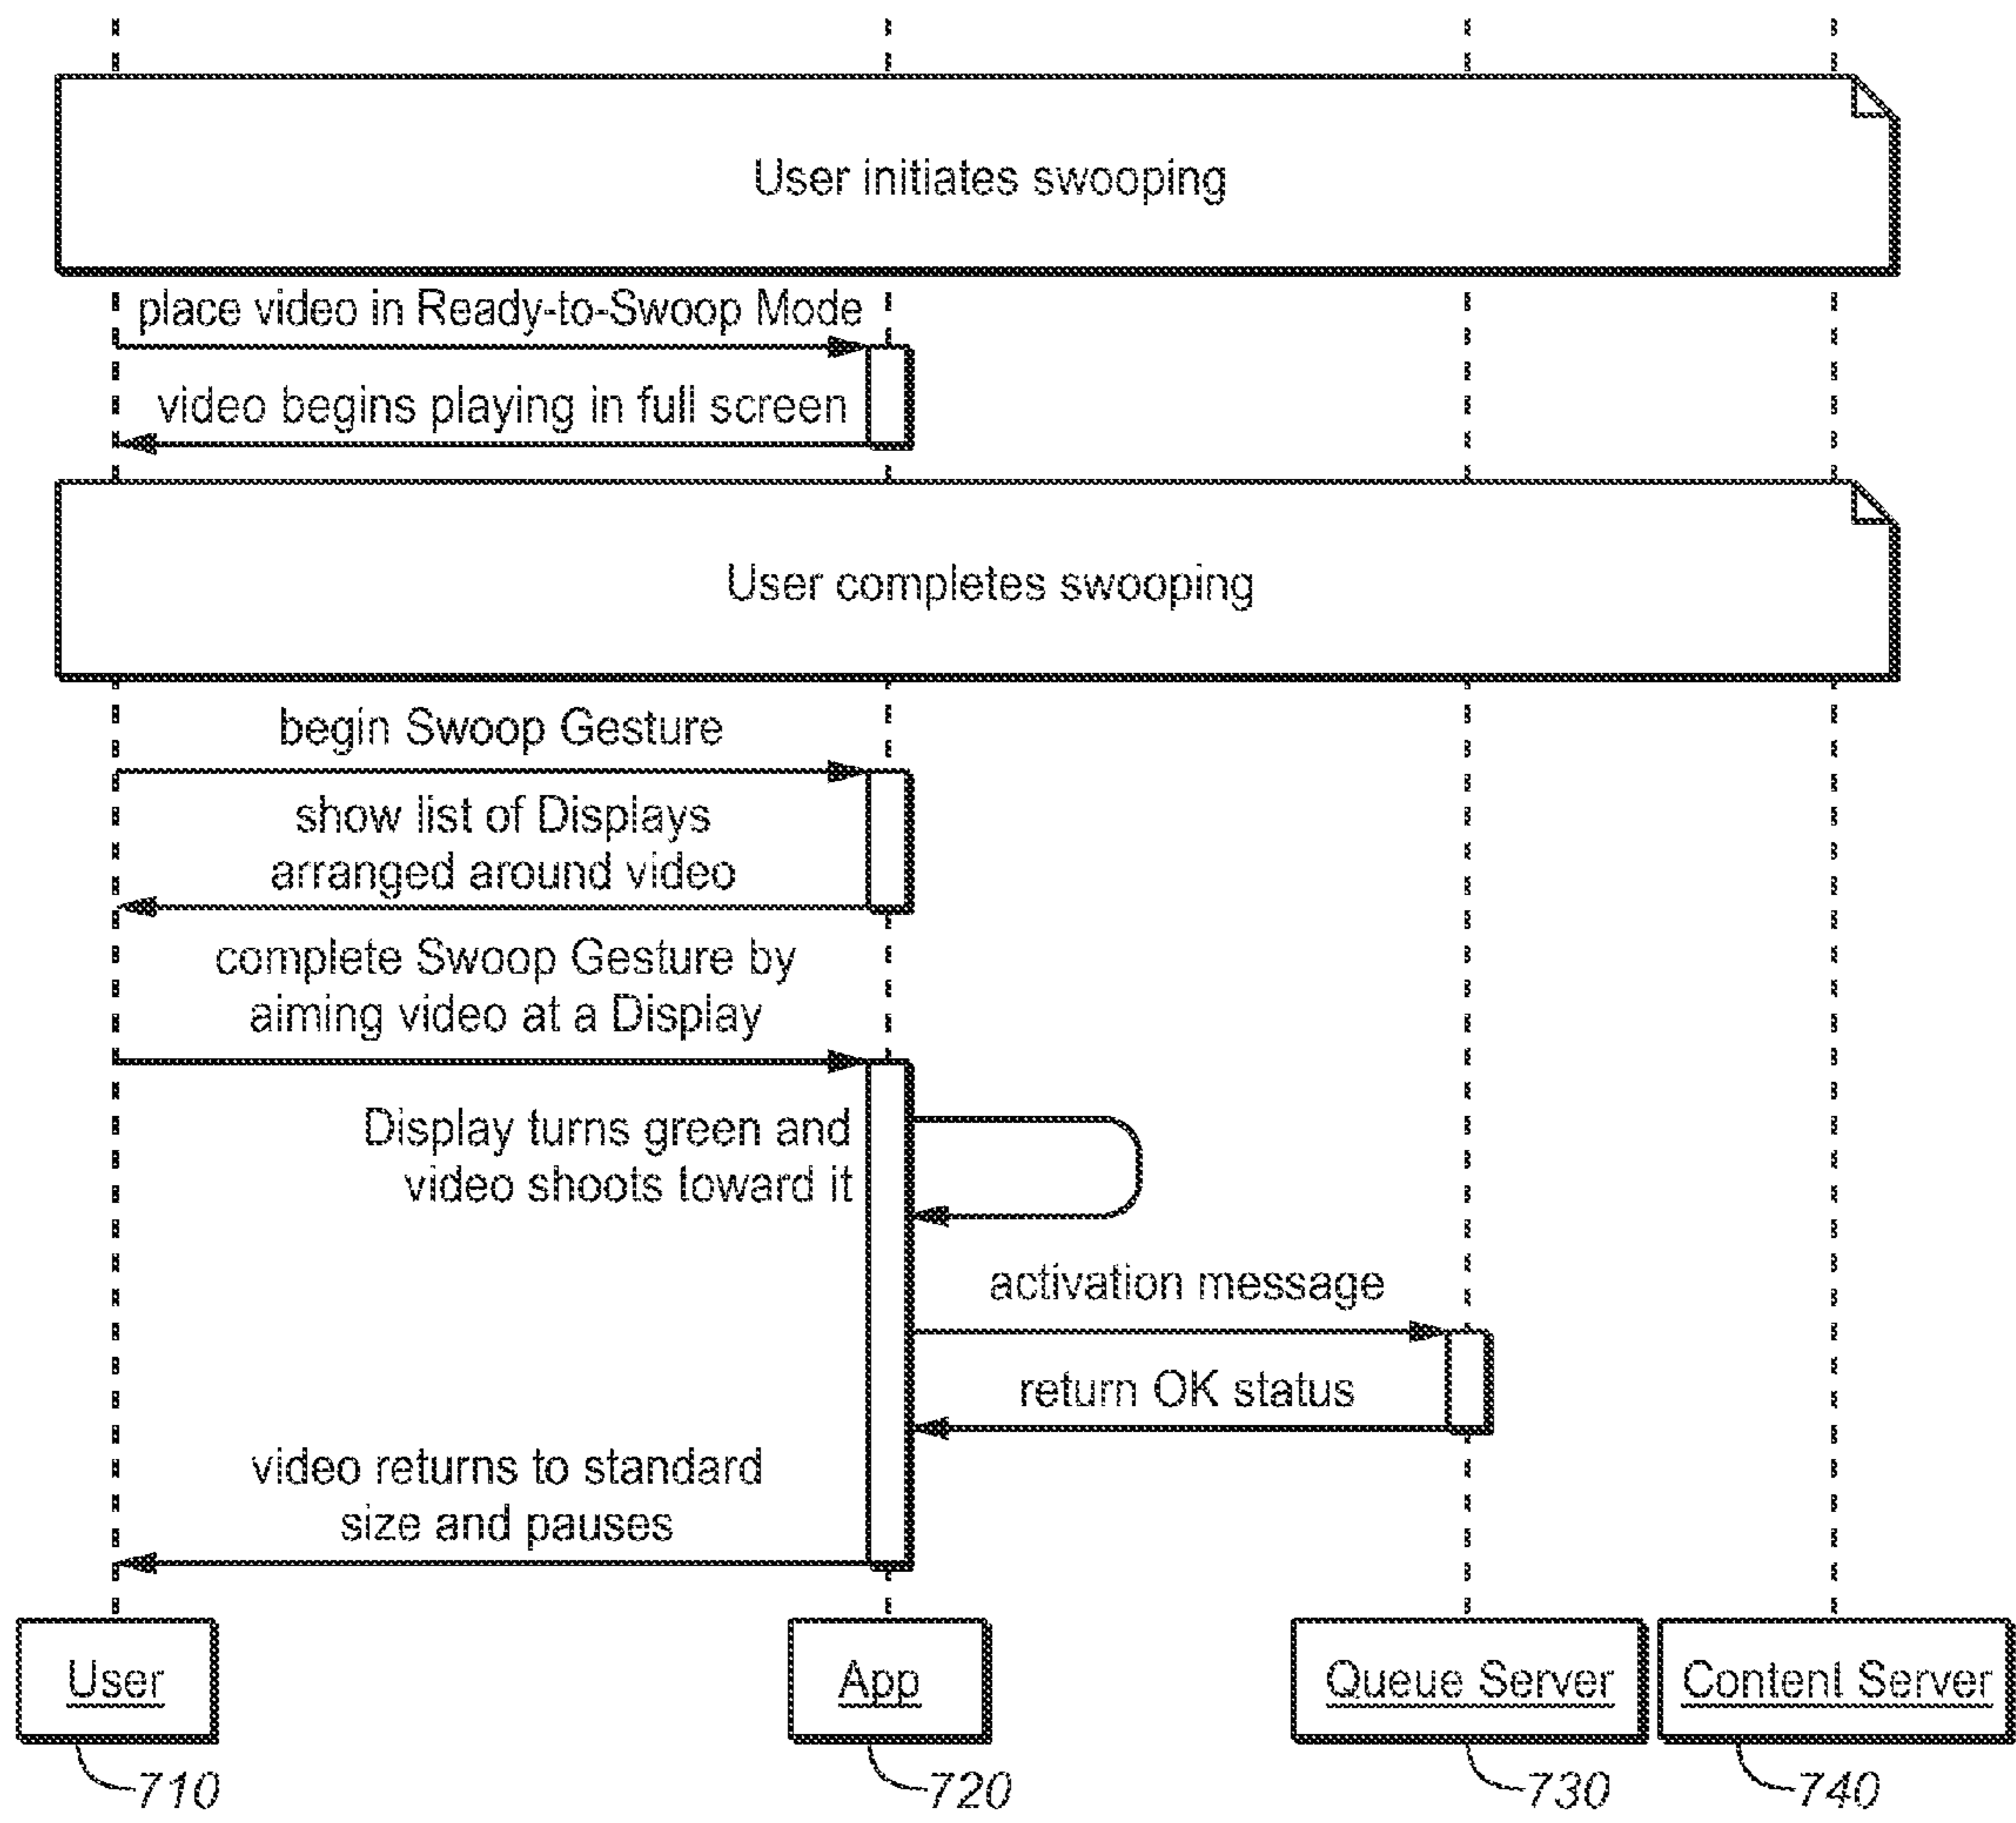 User initiates swooping
place video in Ready-to-Swoop Mode
video begins playing in full screen
User completes swooping
begin Swoop Gesture
show list of Displays
arranged around video
complete Swoop Gesture by
aiming video at a Display
Display turns green and
video shoots toward it
activation message
return OK status
video returns to standard
size and pauses
User
App
Queue Server
Content Server
710
720
730
740